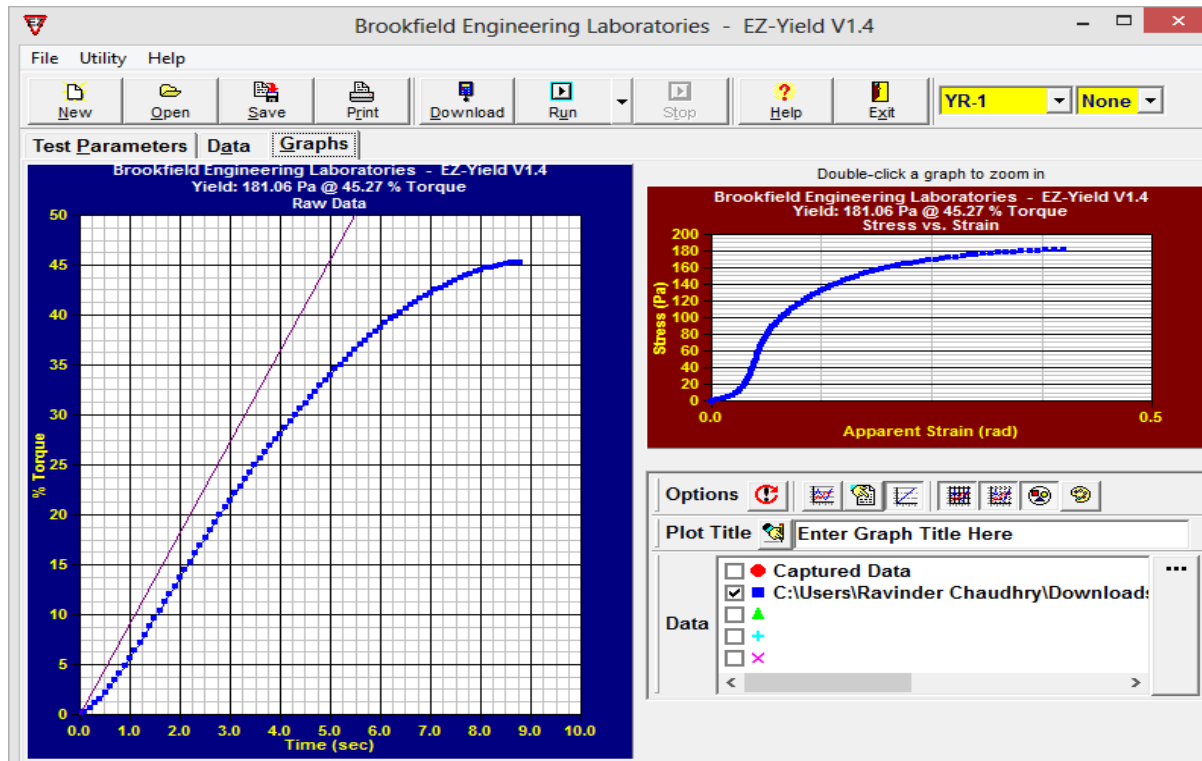 EZ
Brookfield Engineering Laboratories - EZ-Yield V1.4
File Utility Help
New Open Save Print Download Run Stop Help Exit YR-1 None
Test Parameters Data Graphs
Brookfield Engineering Laboratories - EZ-Yield V1.4
Yield: 181.06 Pa @ 45.27 % Torque
Raw Data
50
45
40
35
30
25
20
15
10
5
0
% Torque
0.0 1.0 2.0 3.0 4.0 5.0 6.0 7.0 8.0 9.0 10.0
Time (sec)
Double-click a graph to zoom in
Brookfield Engineering Laboratories - EZ-Yield V1.4
Yield: 181.06 Pa @ 45.27 % Torque
Stress vs. Strain
200
180
160
140
120
100
80
60
40
20
0
Stress (Pa)
0.0 0.5
Apparent Strain (rad)
Options
Plot Title Enter Graph Title Here
Data
Captured Data
C:\Users\Ravinder Chaudhry\Downloads
...